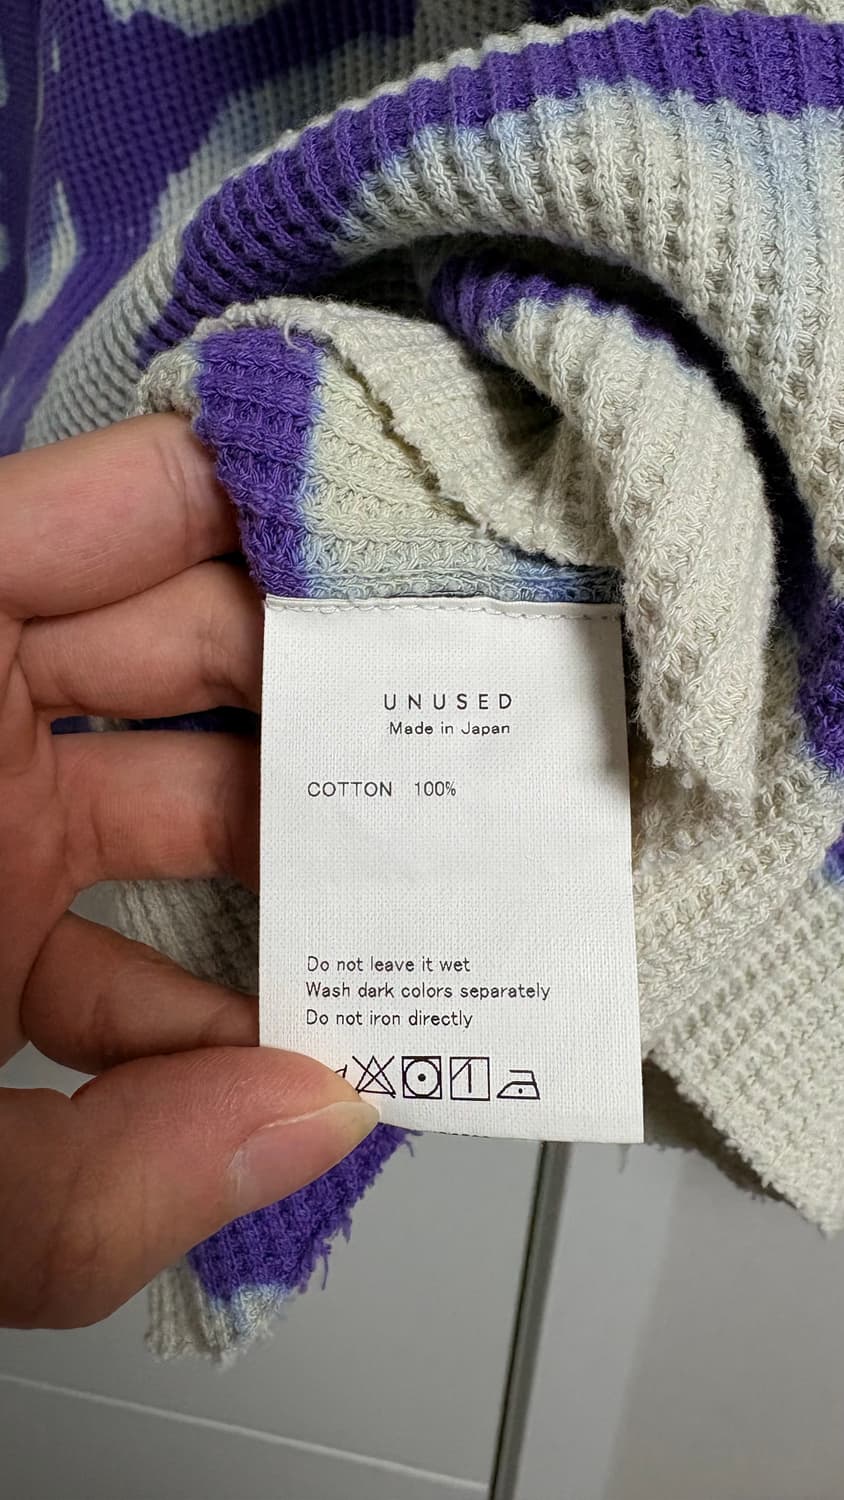 UNUSED
Made in Japan
COTTON 100%
Do not leave it wet
Wash dark colors separately
Do not iron directly